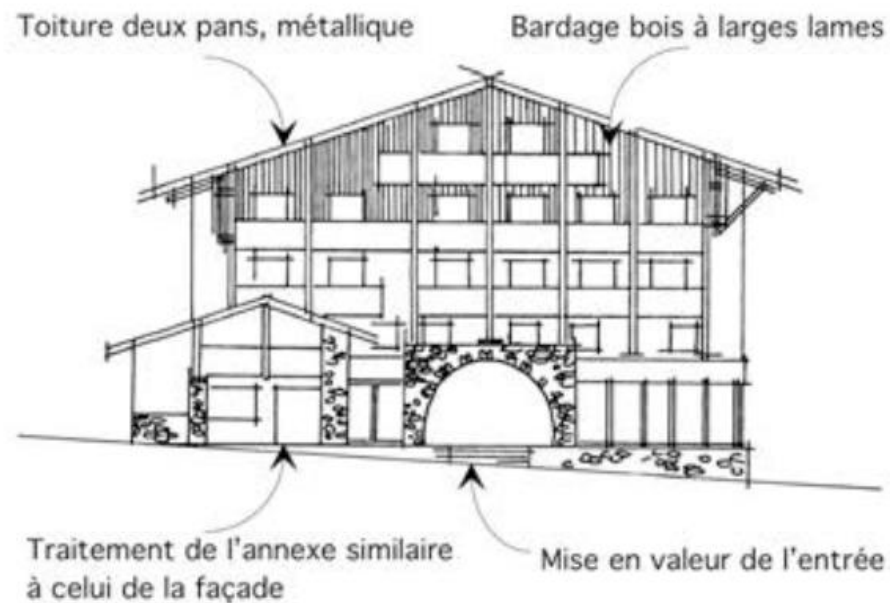 Toiture deux pans, métallique
Bardage bois à larges lames
Traitement de l'annexe similaire
à celui de la façade
Mise en valeur de l'entrée